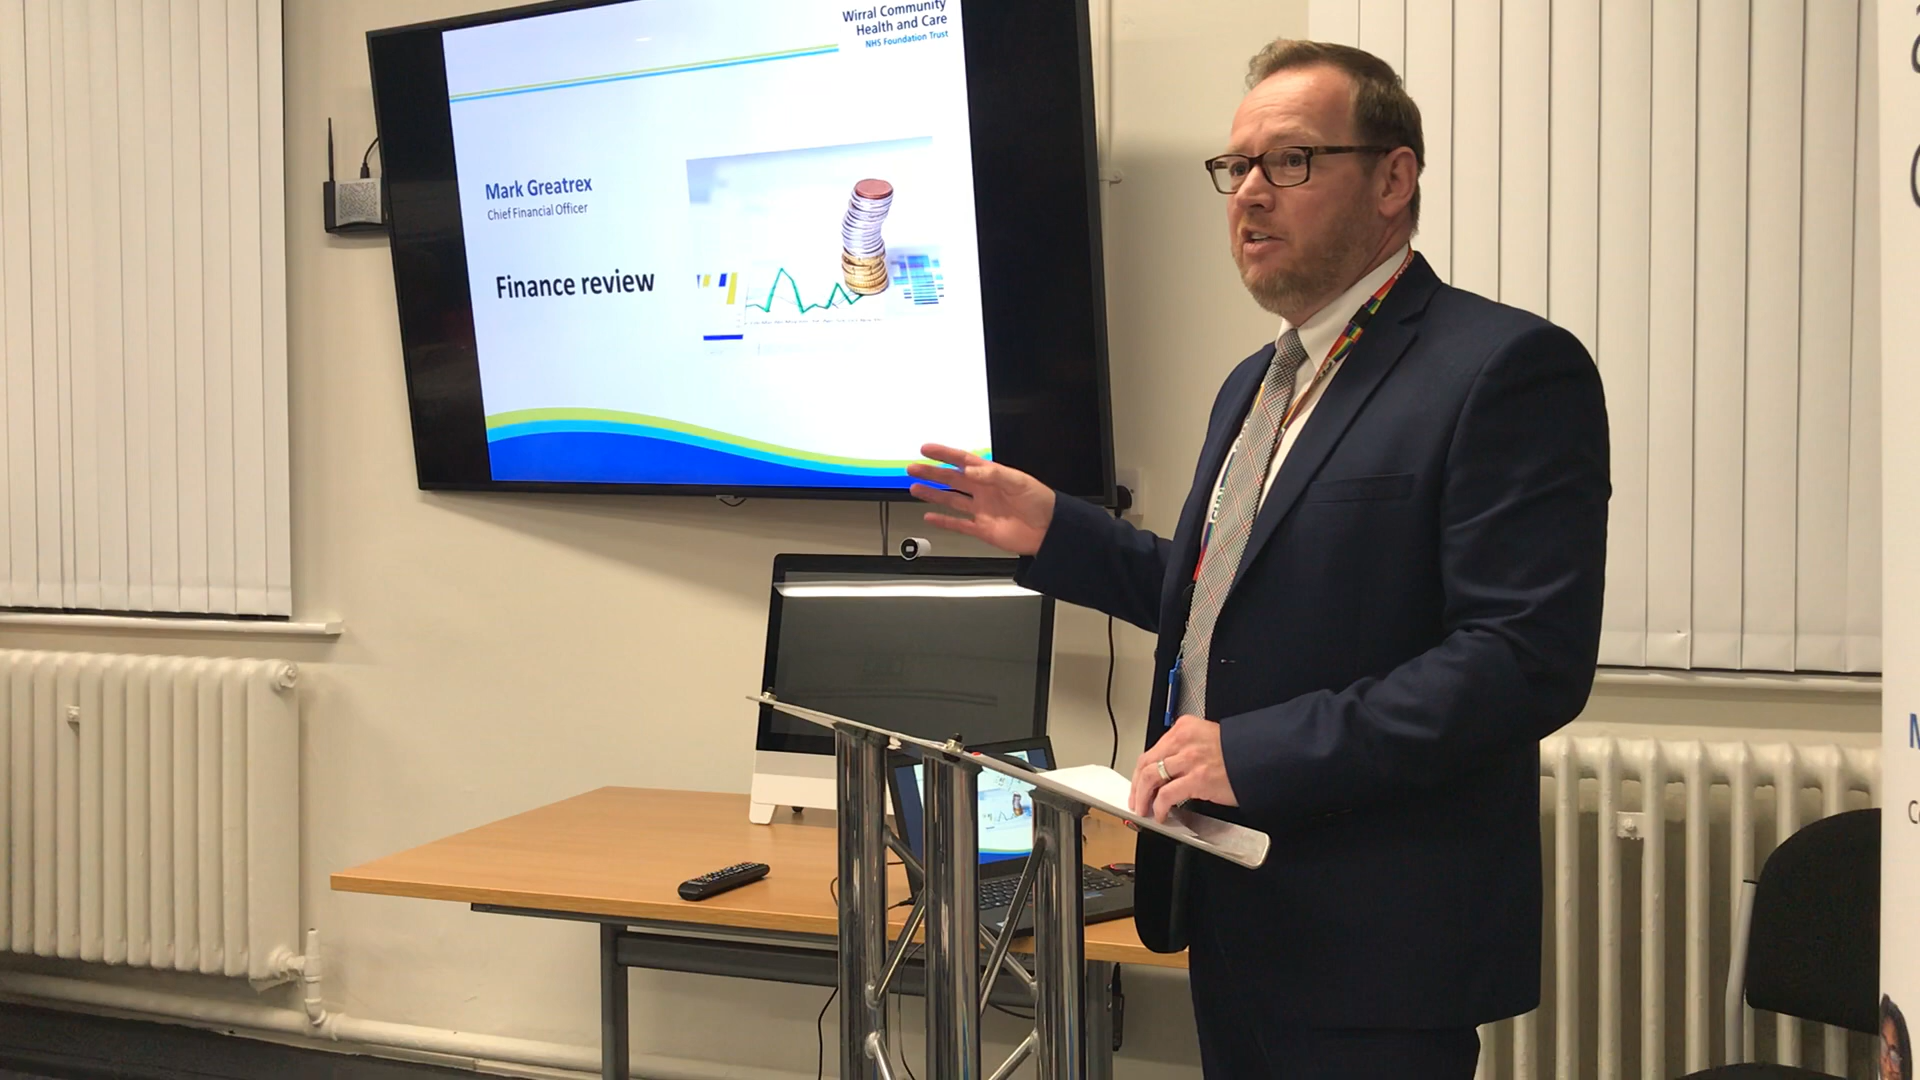 Wirral Community
Health and Care
NHS Foundation Trust
Mark Greatrex
Chief Financial Officer
Finance review